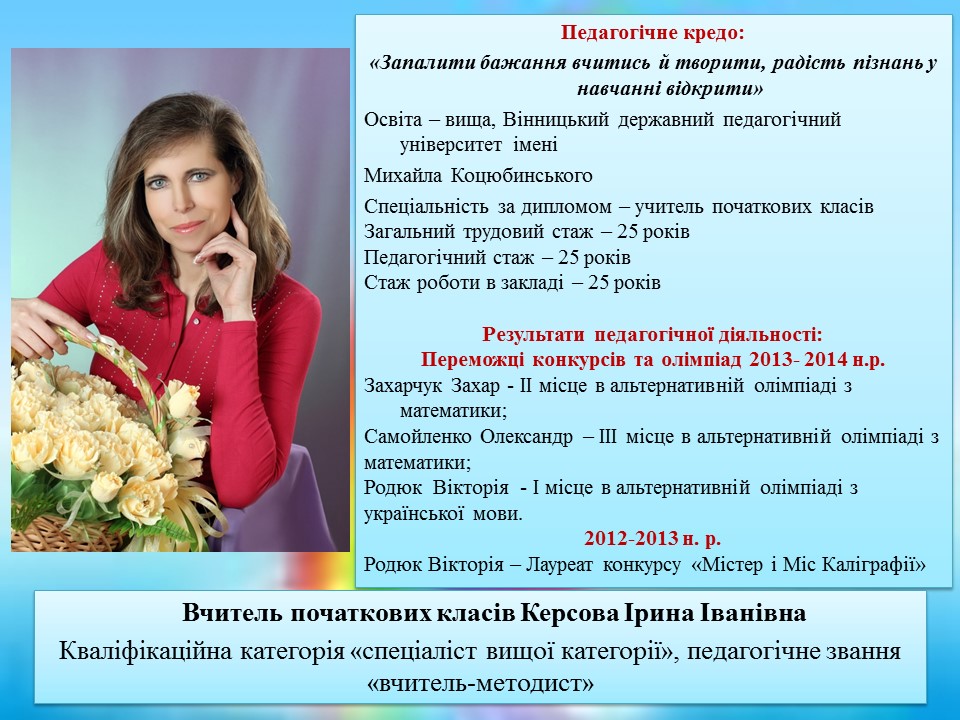 Педагогічне кредо:
«Запалити бажання вчитись й творити, радість пізнань у
навчанні відкрити»
Освіта – вища, Вінницький державний педагогічний
університет імені
Михайла Коцюбинського
Спеціальність за дипломом – учитель початкових класів
Загальний трудовий стаж – 25 років
Педагогічний стаж – 25 років
Стаж роботи в закладі – 25 років
Результати педагогічної діяльності:
Переможці конкурсів та олімпіад 2013- 2014 н.р.
Захарчук Захар - ІІ місце в альтернативній олімпіаді з
математики;
Самойленко Олександр – ІІІ місце в альтернативній олімпіаді з
математики;
Родюк Вікторія - І місце в альтернативній олімпіаді з
української мови.
2012-2013 н. р.
Родюк Вікторія – Лауреат конкурсу «Містер і Міс Каліграфії»
Вчитель початкових класів Керсова Ірина Іванівна
Кваліфікаційна категорія «спеціаліст вищої категорії», педагогічне звання
«вчитель-методист»